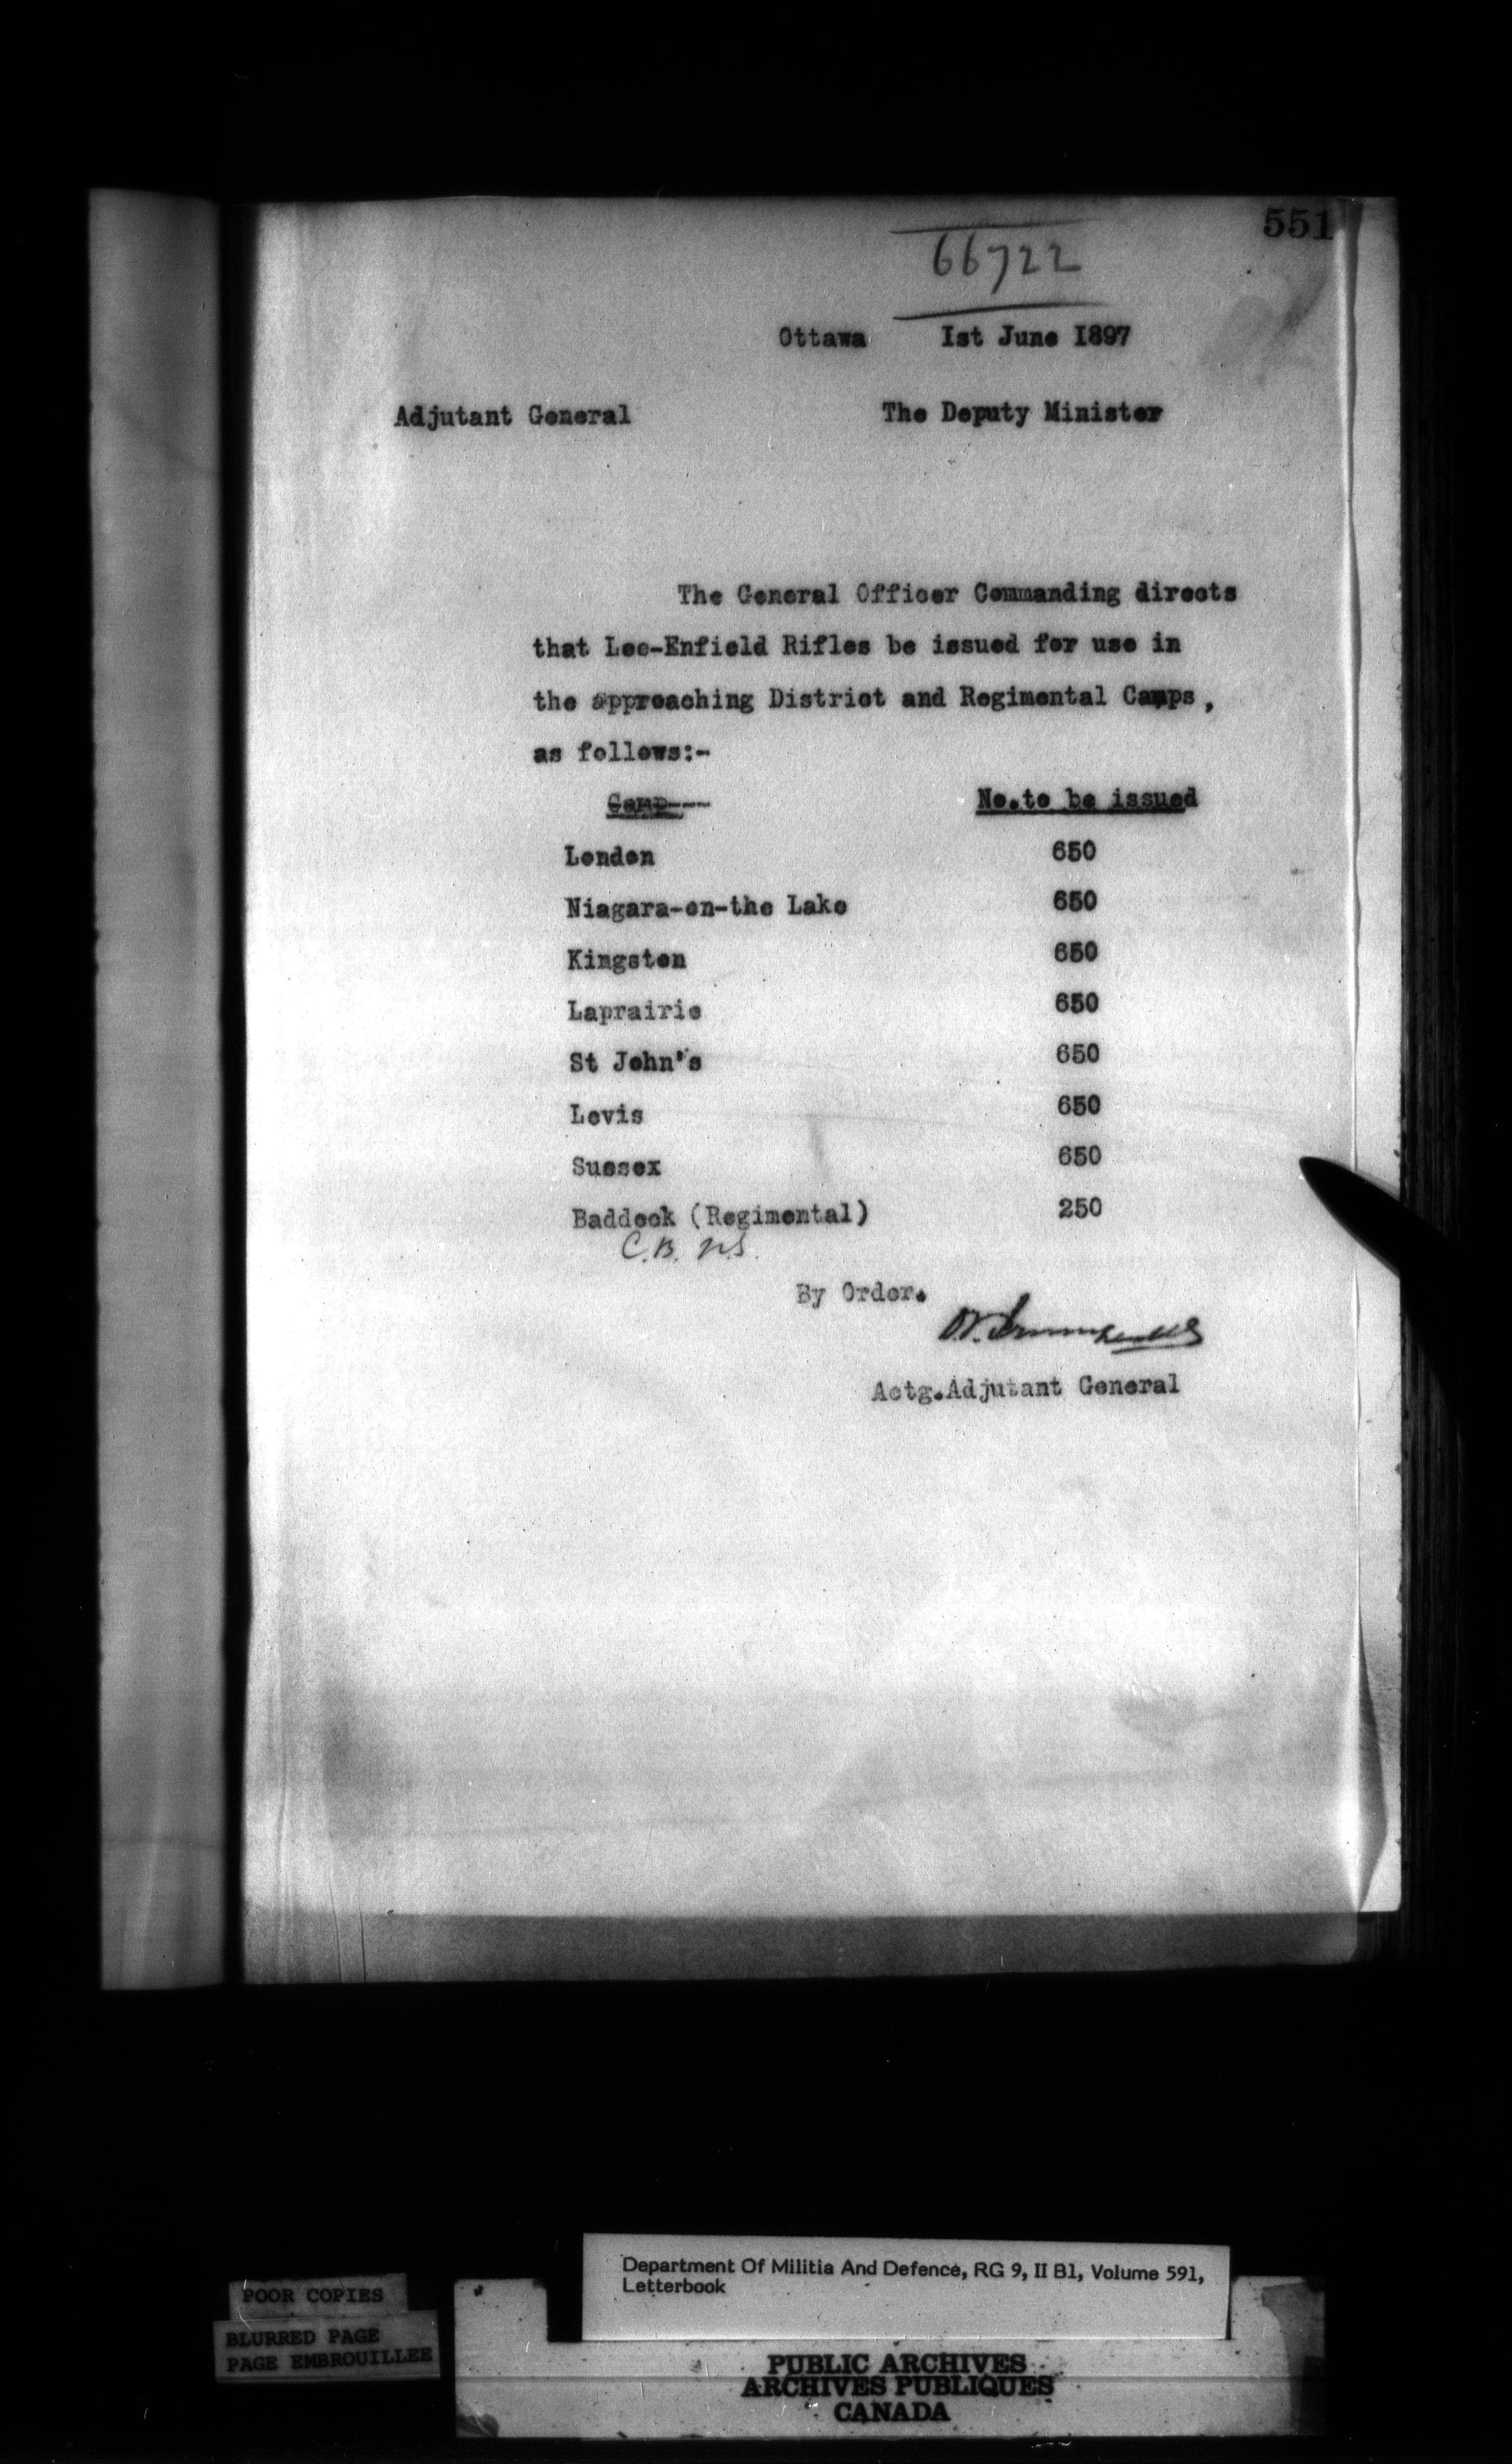 551
66722
Ottawa Ist June I897
Adjutant General The Deputy Minister
The General Officer Commanding directs
that Lee-Enfield Rifles be issued for use in
the approaching District and Regimental Camps,
as follows:-
Camp--- No.to be issued
London 650
Niagara-on-the Lake 650
Kingston 650
Laprairie 650
St John's 650
Levis 650
Sussex 650
Baddeck (Regimental) 250
C.B. N.S.
By Order.
Actg.Adjutant General
Department Of Militia And Defence, RG 9, II B1, Volume 591,
Letterbook
POOR COPIES
BLURRED PAGE
PAGE EMBROUILLEE
PUBLIC ARCHIVES
ARCHIVES PUBLIQUES
CANADA